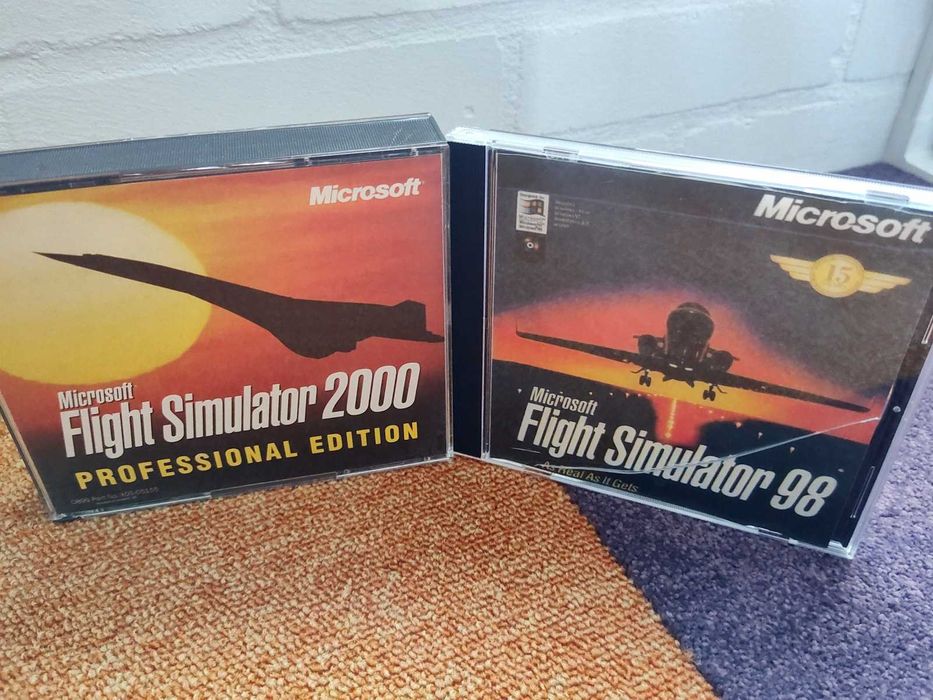 Microsoft
Microsoft
Flight Simulator 2000
PROFESSIONAL EDITION
Microsoft
15
Microsoft
Flight Simulator 98
As Real As It Gets